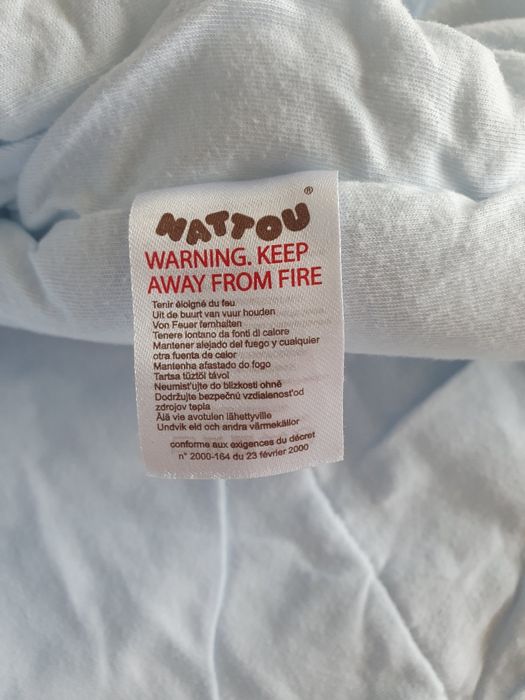 NATTOU®
WARNING. KEEP
AWAY FROM FIRE
Tenir éloigné du feu
Uit de buurt van vuur houden
Von Feuer fernhalten
Tenere lontano da fonti di calore
Mantener alejado del fuego y cualquier
otra fuenta de calor
Mantenha afastado do fogo
Tartsa tűztől távol
Neumist'ujte do blízkosti ohně
Dodržujte bezpečnú vzdialenosť od
zdrojov tepla
Älä vie avotulen lähettyville
Undvik eld och andra värmekällor
conforme aux exigences du décret
n° 2000-164 du 23 février 2000